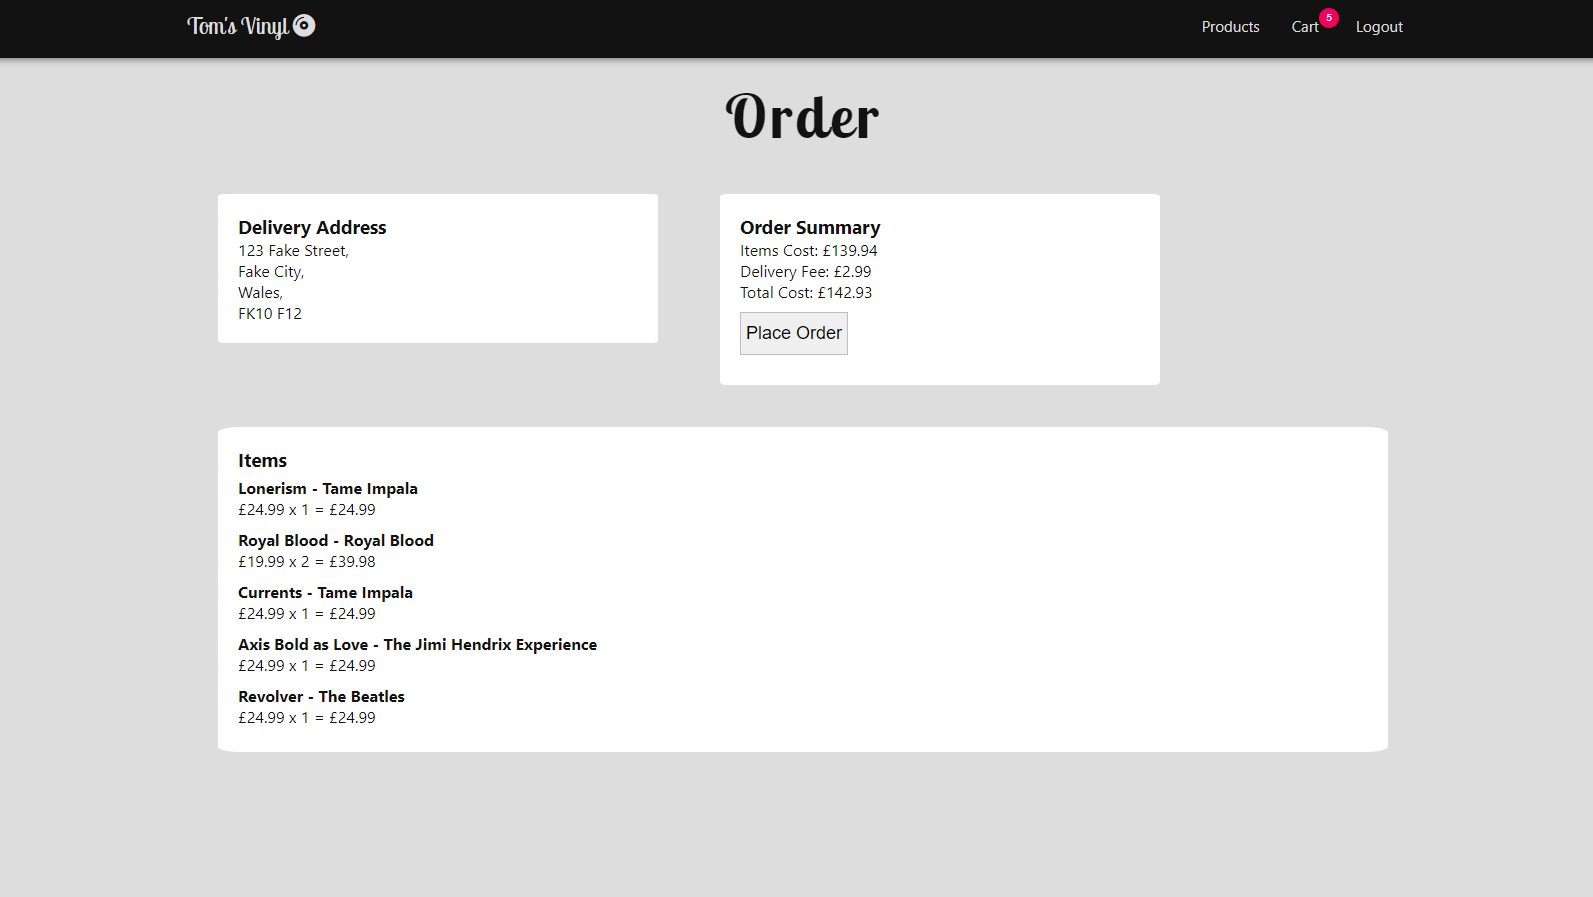 Tom's Vinyl
Products
Cart 5
Logout
Order
Delivery Address
123 Fake Street,
Fake City,
Wales,
FK10 F12
Order Summary
Items Cost: £139.94
Delivery Fee: £2.99
Total Cost: £142.93
Place Order
Items
Lonerism - Tame Impala
£24.99 x 1 = £24.99
Royal Blood - Royal Blood
£19.99 x 2 = £39.98
Currents - Tame Impala
£24.99 x 1 = £24.99
Axis Bold as Love - The Jimi Hendrix Experience
£24.99 x 1 = £24.99
Revolver - The Beatles
£24.99 x 1 = £24.99